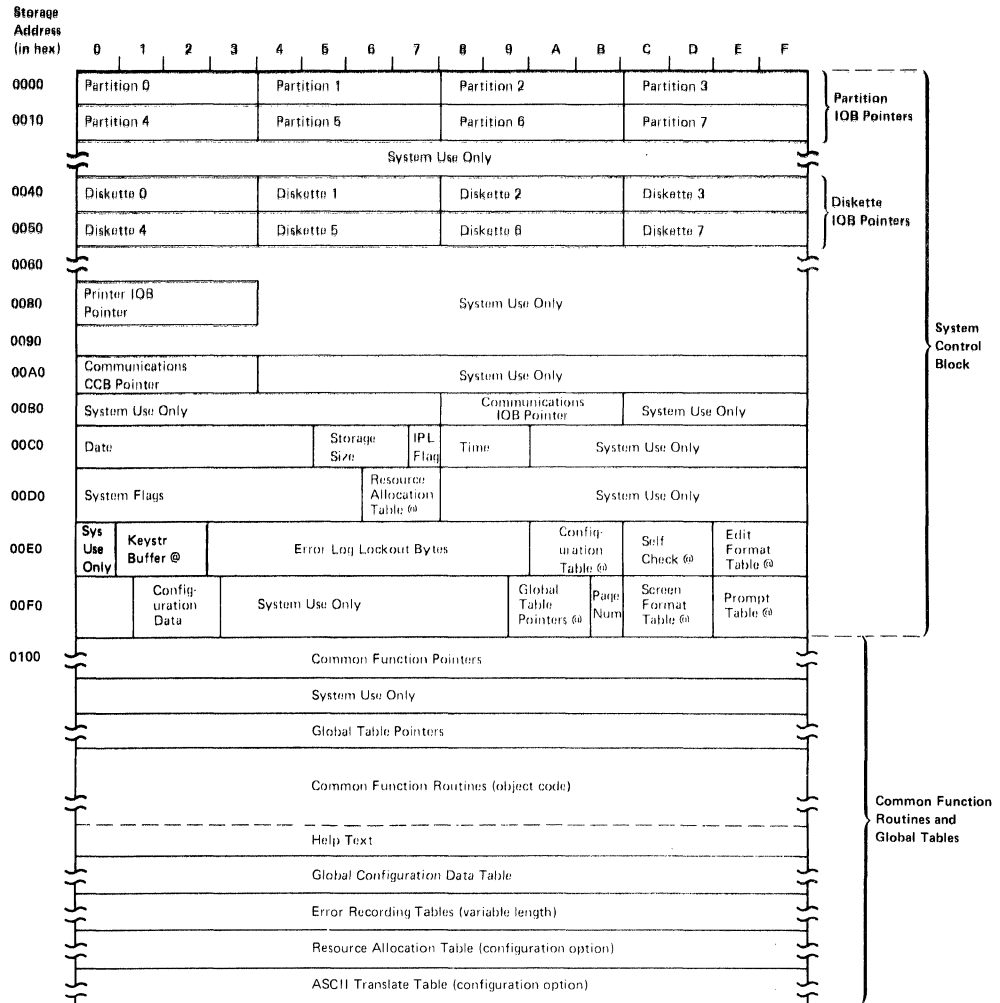 Storage
Address
(in hex) 0 1 2 3 4 5 6 7 8 9 A B C D E F
0000 Partition 0 Partition 1 Partition 2 Partition 3
Partition
IOB Pointers
0010 Partition 4 Partition 5 Partition 6 Partition 7
System Use Only
0040 Diskette 0 Diskette 1 Diskette 2 Diskette 3
Diskette
IOB Pointers
0050 Diskette 4 Diskette 5 Diskette 6 Diskette 7
0060
0080 Printer IOB
Pointer
System Use Only
0090
System
Control
Block
00A0 Communications
CCB Pointer
System Use Only
00B0 System Use Only
Communications
IOB Pointer
System Use Only
00C0 Date
Storage
Size
IPL
Flag
Time
System Use Only
00D0 System Flags
Resource
Allocation
Table @
System Use Only
00E0
Sys
Use
Only
Keystr
Buffer @
Error Log Lockout Bytes
Config-
uration
Table @
Self
Check @
Edit
Format
Table @
00F0
Config-
uration
Data
System Use Only
Global
Table
Pointers @
Page
Num
Screen
Format
Table @
Prompt
Table @
0100 Common Function Pointers
System Use Only
Global Table Pointers
Common Function Routines (object code)
Common Function
Routines and
Global Tables
Help Text
Global Configuration Data Table
Error Recording Tables (variable length)
Resource Allocation Table (configuration option)
ASCII Translate Table (configuration option)